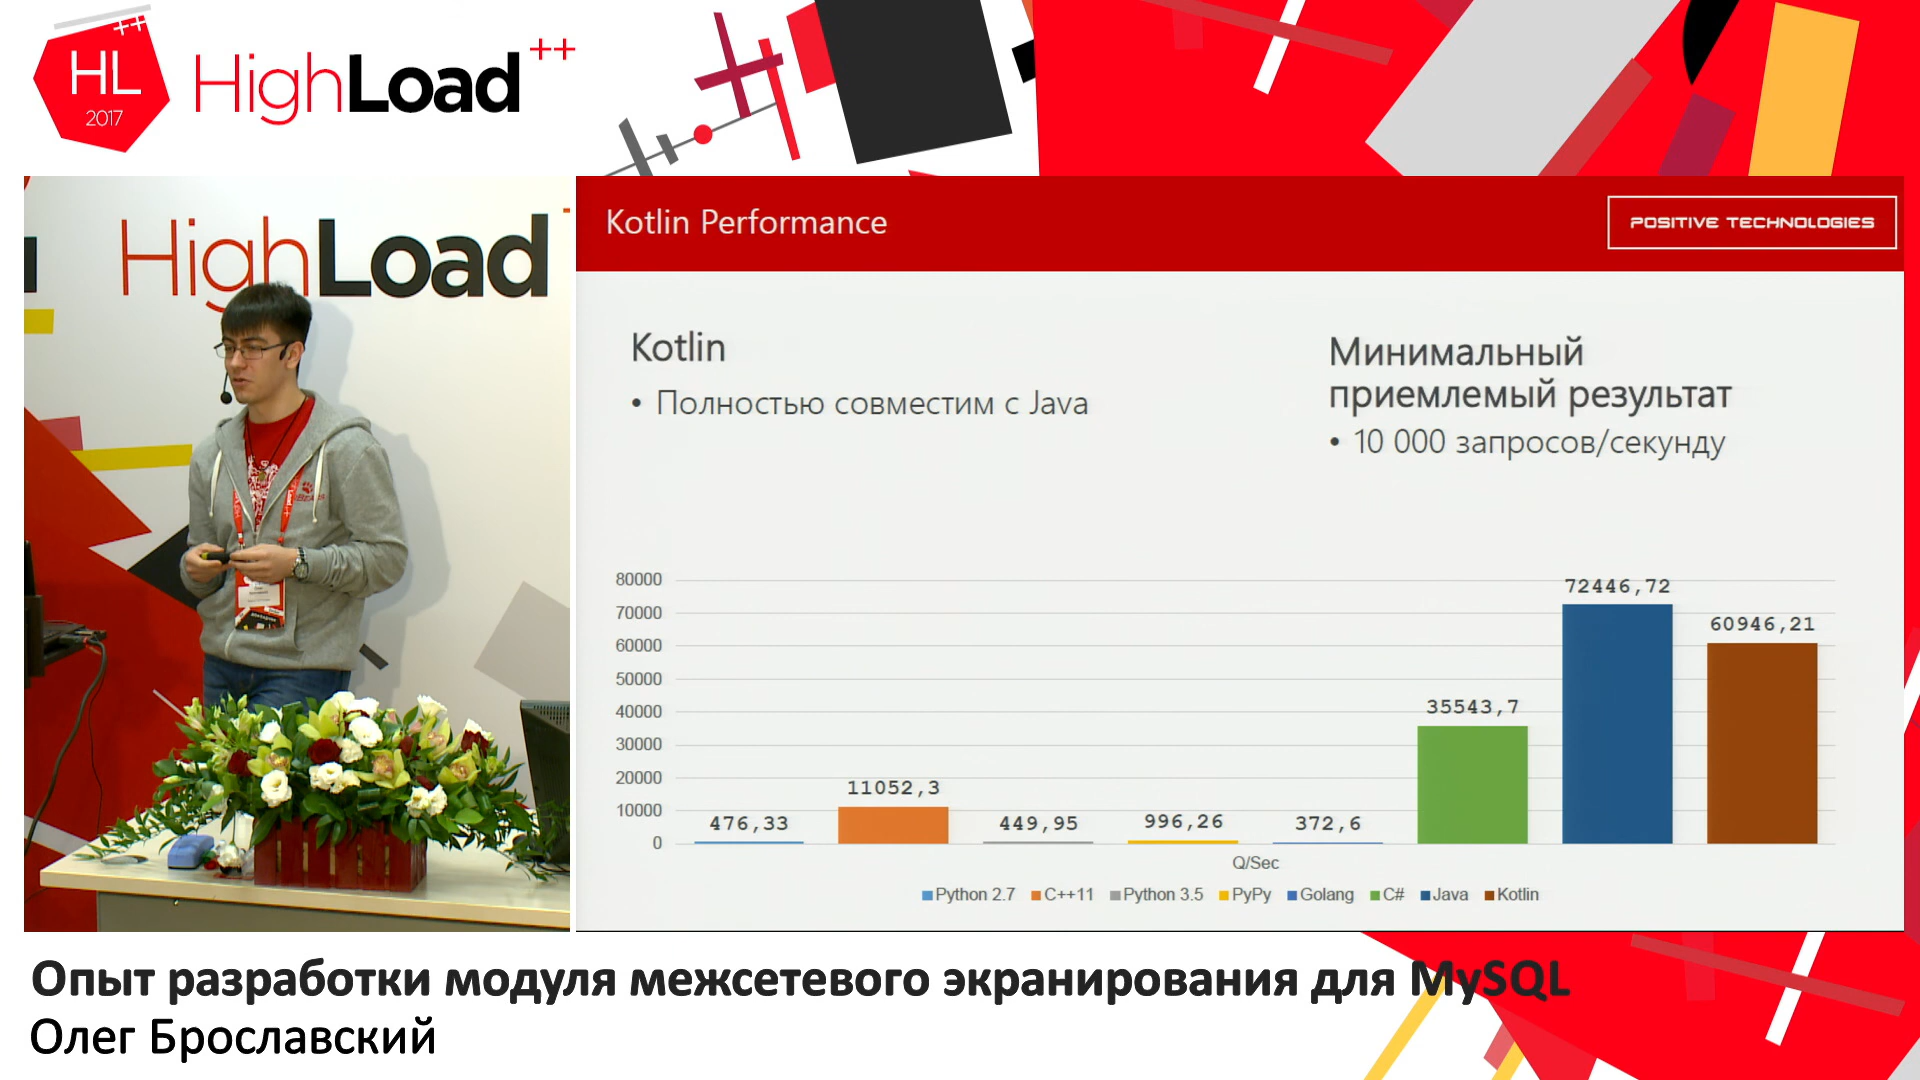 HL ++
2017
HighLoad++
HighLoad
Kotlin Performance
POSITIVE TECHNOLOGIES
Kotlin
• Полностью совместим с Java
Минимальный
приемлемый результат
• 10 000 запросов/секунду
80000
70000
60000
50000
40000
30000
20000
10000
0
476,33
11052,3
449,95
996,26
372,6
35543,7
72446,72
60946,21
Q/Sec
Python 2.7 C++11 Python 3.5 PyPy Golang C# Java Kotlin
Опыт разработки модуля межсетевого экранирования для MySQL
Олег Брославский